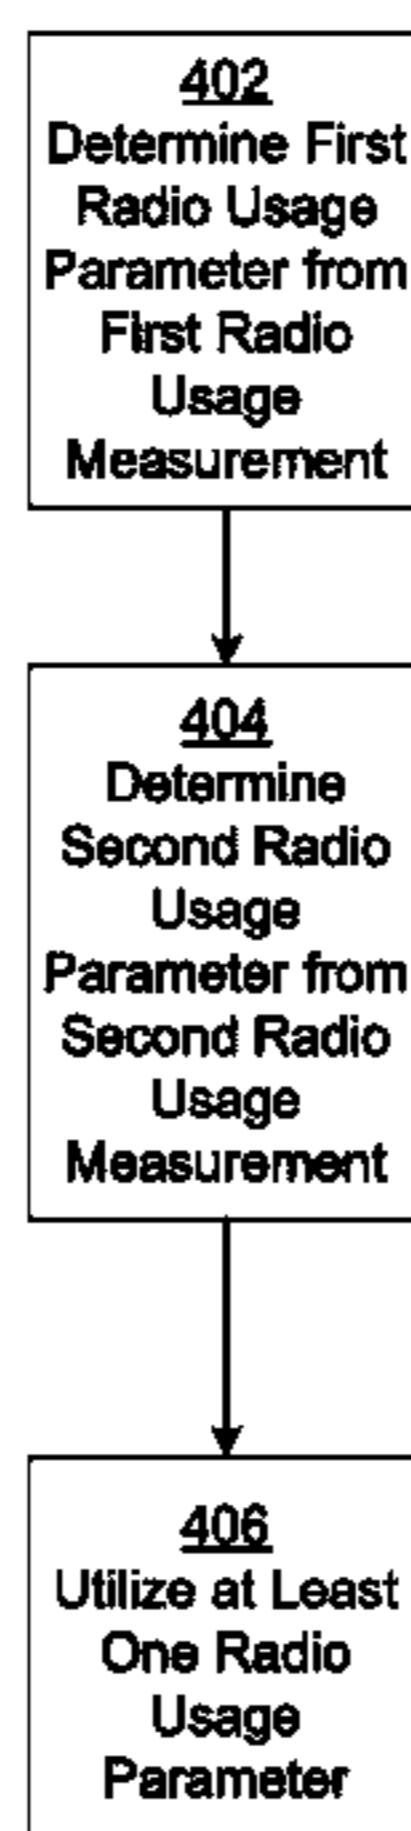 402
Determine First
Radio Usage
Parameter from
First Radio
Usage
Measurement
404
Determine
Second Radio
Usage
Parameter from
Second Radio
Usage
Measurement
406
Utilize at Least
One Radio
Usage
Parameter